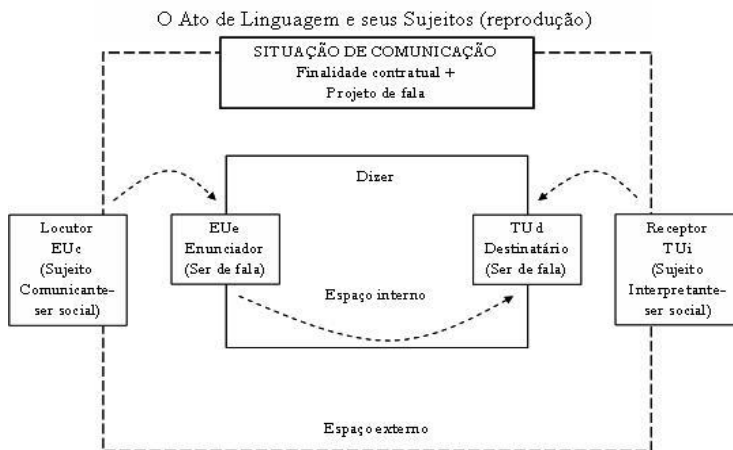 O Ato de Linguagem e seus Sujeitos (reprodução)
SITUAÇÃO DE COMUNICAÇÃO
Finalidade contratual +
Projeto de fala
Dizer
Locutor
EUc
(Sujeito
Comunicante-
ser social)
EUe
Enunciador
(Ser de fala)
TUd
Destinatário
(Ser de fala)
Receptor
TUi
(Sujeito
Interpretante-
ser social)
Espaço interno
Espaço externo